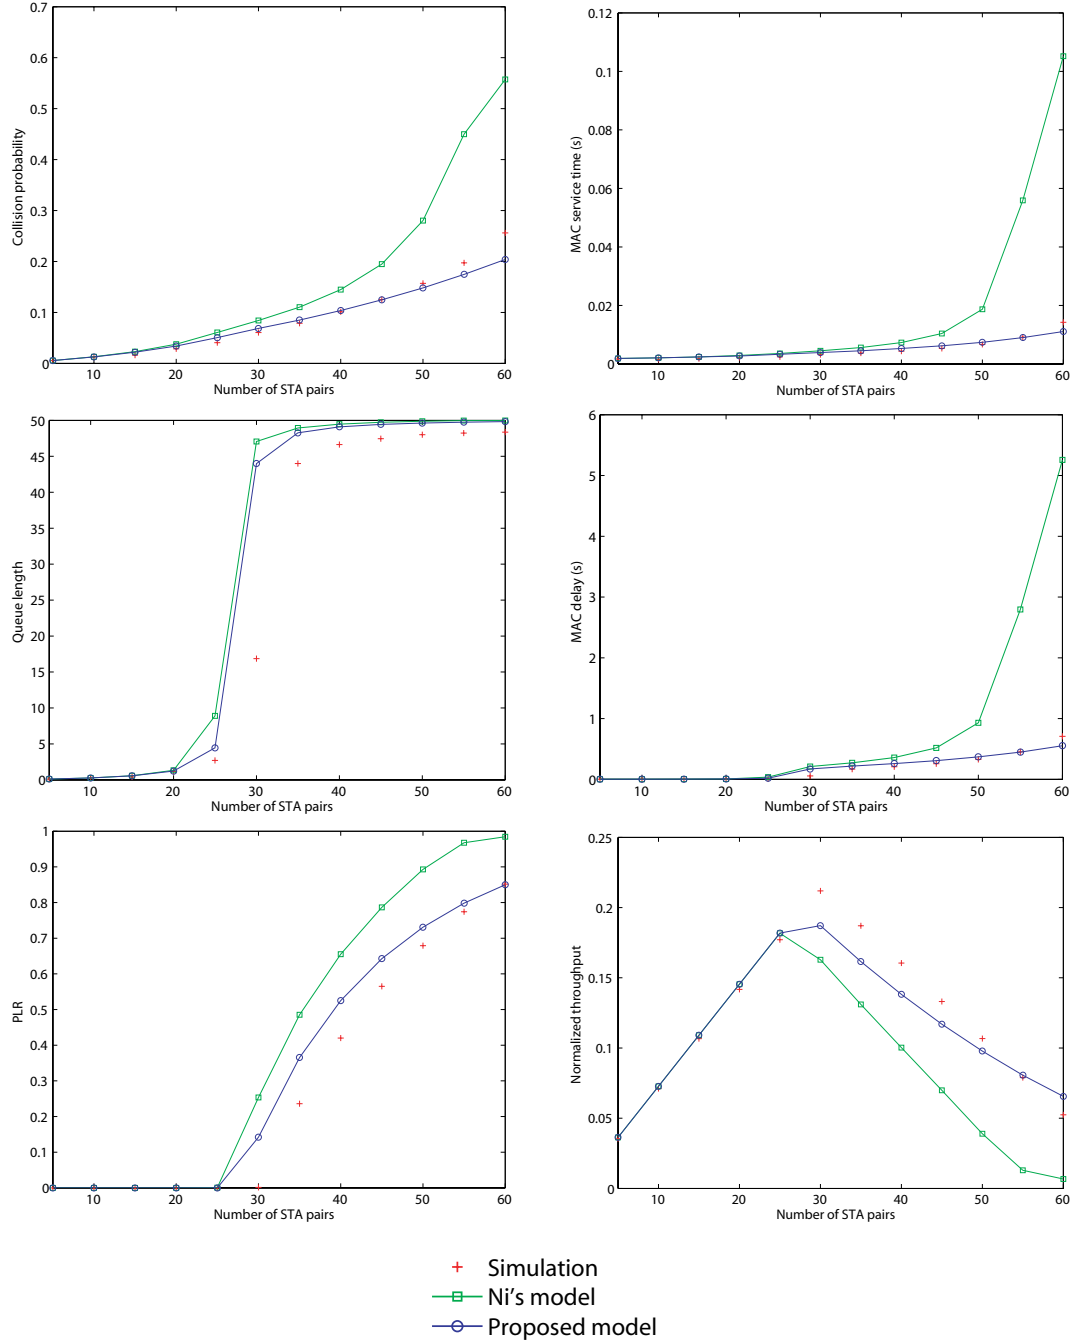 0.7
0.6
0.5
0.4
0.3
0.2
0.1
0
Collision probability
10 20 30 40 50 60
Number of STA pairs
0.12
0.1
0.08
0.06
0.04
0.02
0
MAC service time (s)
10 20 30 40 50 60
Number of STA pairs
50
45
40
35
30
25
20
15
10
5
0
Queue length
10 20 30 40 50 60
Number of STA pairs
6
5
4
3
2
1
0
MAC delay (s)
10 20 30 40 50 60
Number of STA pairs
1
0.9
0.8
0.7
0.6
0.5
0.4
0.3
0.2
0.1
0
PLR
10 20 30 40 50 60
Number of STA pairs
0.25
0.2
0.15
0.1
0.05
0
Normalized throughput
10 20 30 40 50 60
Number of STA pairs
Simulation
Ni's model
Proposed model